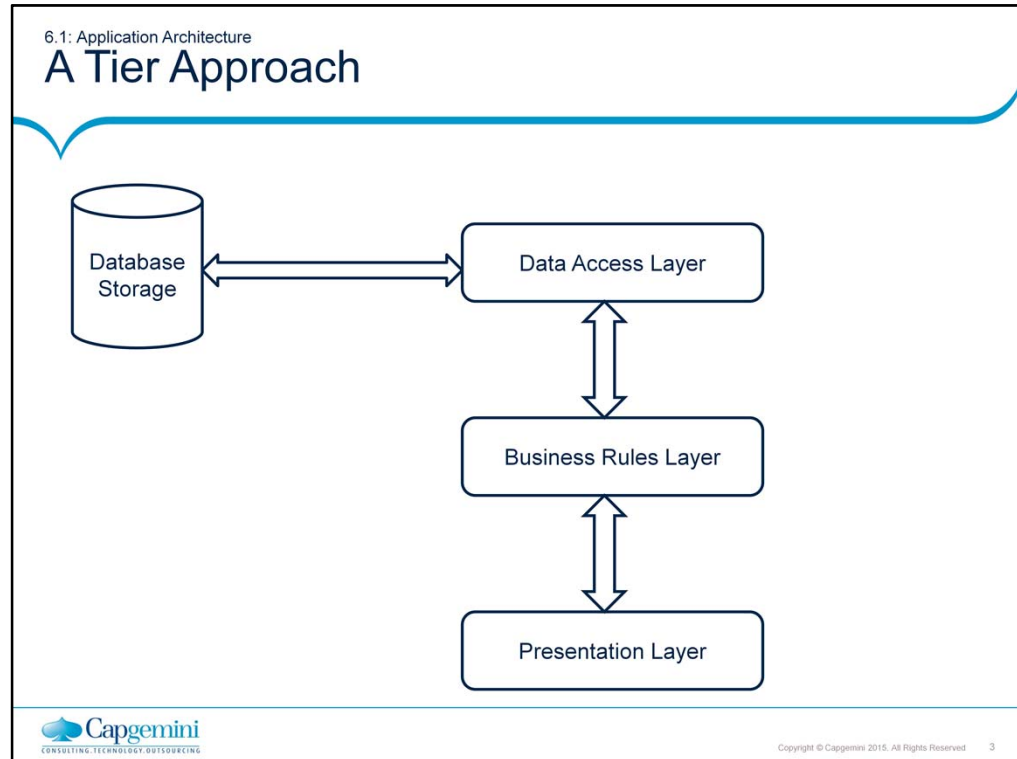 6.1: Application Architecture
A Tier Approach
Database
Storage
Data Access Layer
Business Rules Layer
Presentation Layer
Capgemini
CONSULTING.TECHNOLOGY.OUTSOURCING
Copyright © Capgemini 2015. All Rights Reserved 3